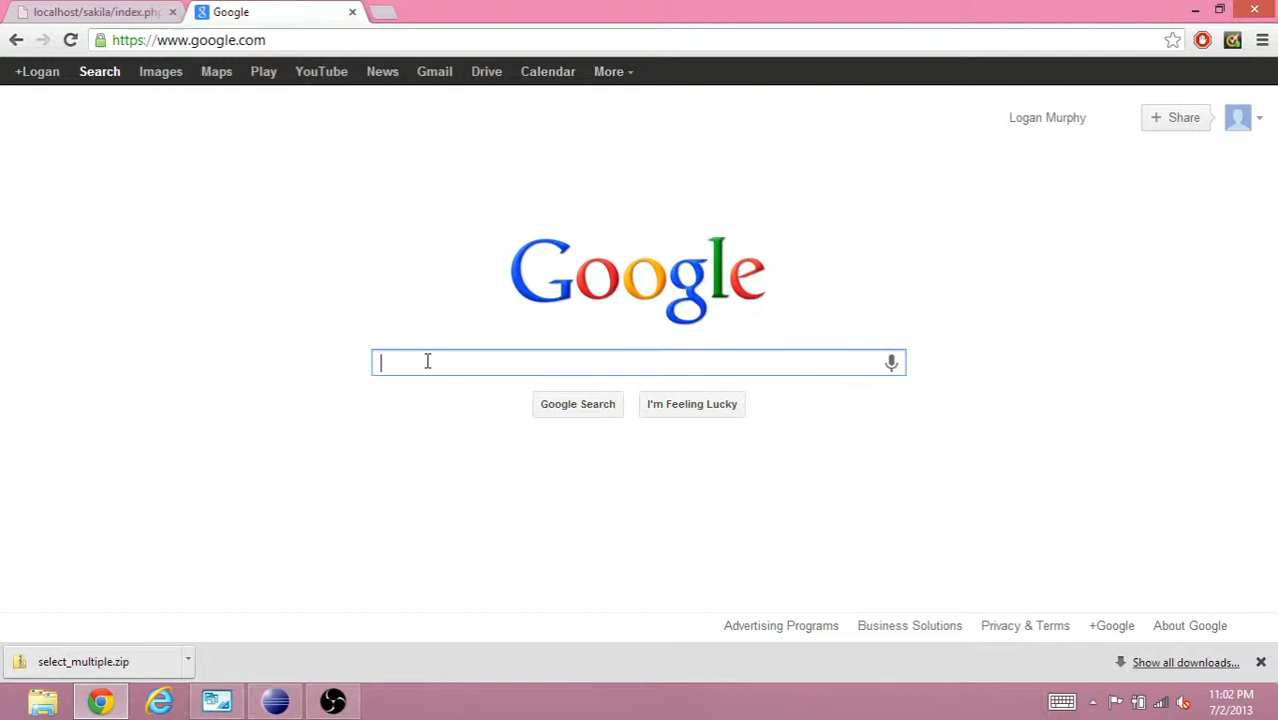 localhost/sakila/index.ph
Google
https://www.google.com
+Logan Search Images Maps Play YouTube News Gmail Drive Calendar More
Logan Murphy
+ Share
Google
Google Search
I'm Feeling Lucky
Advertising Programs Business Solutions Privacy & Terms +Google About Google
select_multiple.zip
Show all downloads...
11:02 PM
7/2/2013